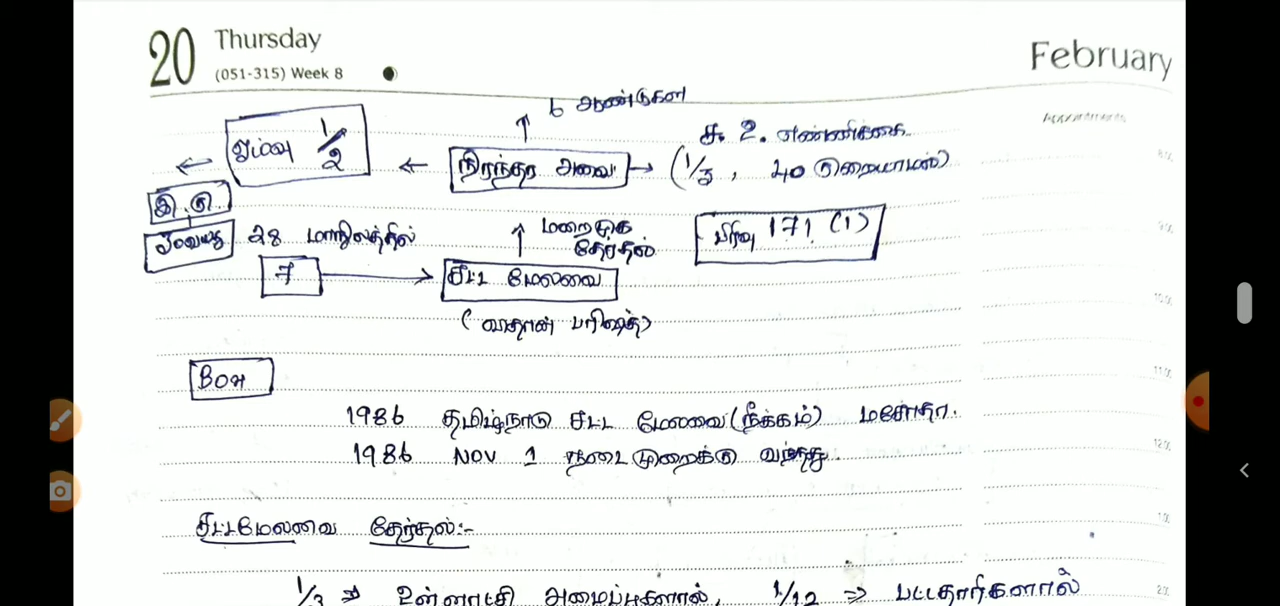 20 Thursday
(051-315) Week 8
February
6 ஆண்டுகள்
ஓய்வு 1/2 ← நிரந்தர அவை → ச. உ. எண்ணிக்கை
(1/3, 40 குறையாமல்)
இ.கு
28 மாநிலத்தில்
மறைமுக தேர்தல்
பிரிவு 171 (1)
7 → சட்ட மேலவை
(விதான் பரிஷத்)
BOX
1986 தமிழ்நாடு சட்ட மேலவை (நீக்கம்) மசோதா.
1986 NOV 1 நடைமுறைக்கு வந்தது.
சட்டமேலவை தேர்தல்:-
1/3 ⇒ உள்ளாட்சி அமைப்புகளால், 1/12 ⇒ பட்டதாரிகளால்